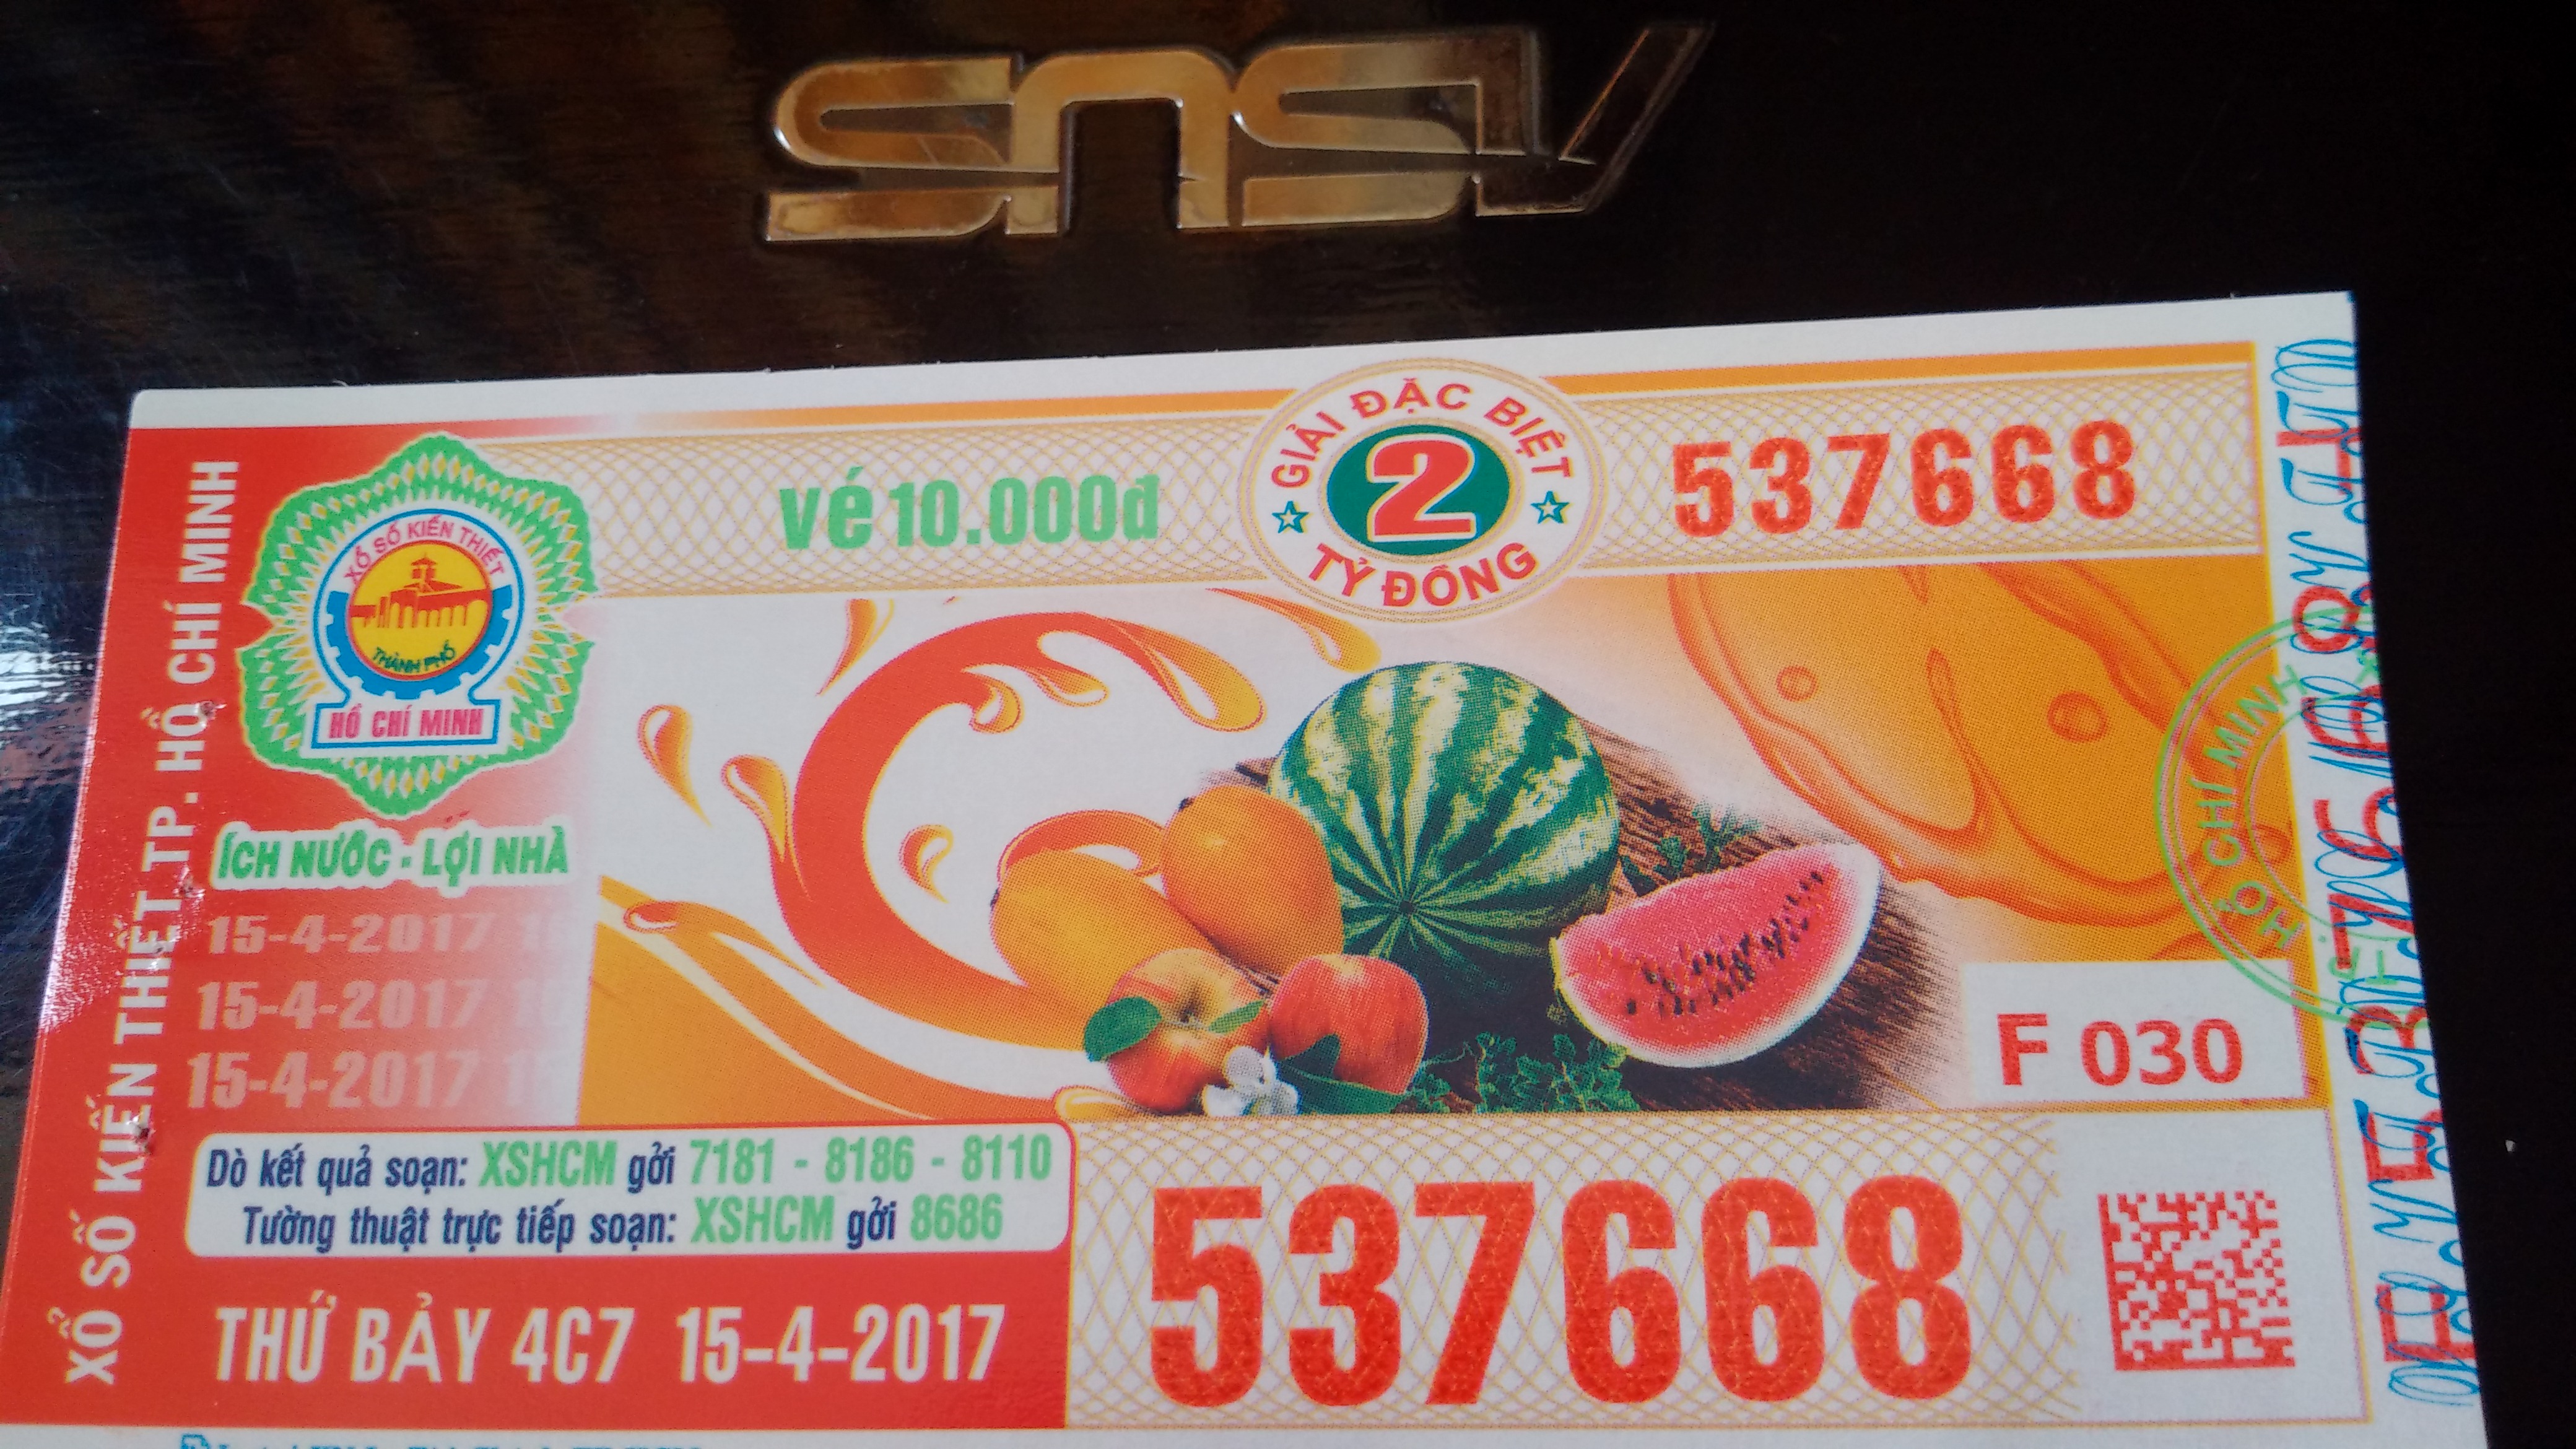 ASUS
GIẢI ĐẶC BIỆT
2
TỶ ĐỒNG
vé 10.000đ
537668
XỔ SỐ KIẾN THIẾT TP. HỒ CHÍ MINH
XỔ SỐ KIẾN THIẾT
THÀNH PHỐ
HỒ CHÍ MINH
ÍCH NƯỚC - LỢI NHÀ
15-4-2017
15-4-2017
15-4-2017
HỒ CHÍ MINH
F 030
Dò kết quả soạn: XSHCM gởi 7181 - 8186 - 8110
Tường thuật trực tiếp soạn: XSHCM gởi 8686
THỨ BẢY 4C7 15-4-2017
537668